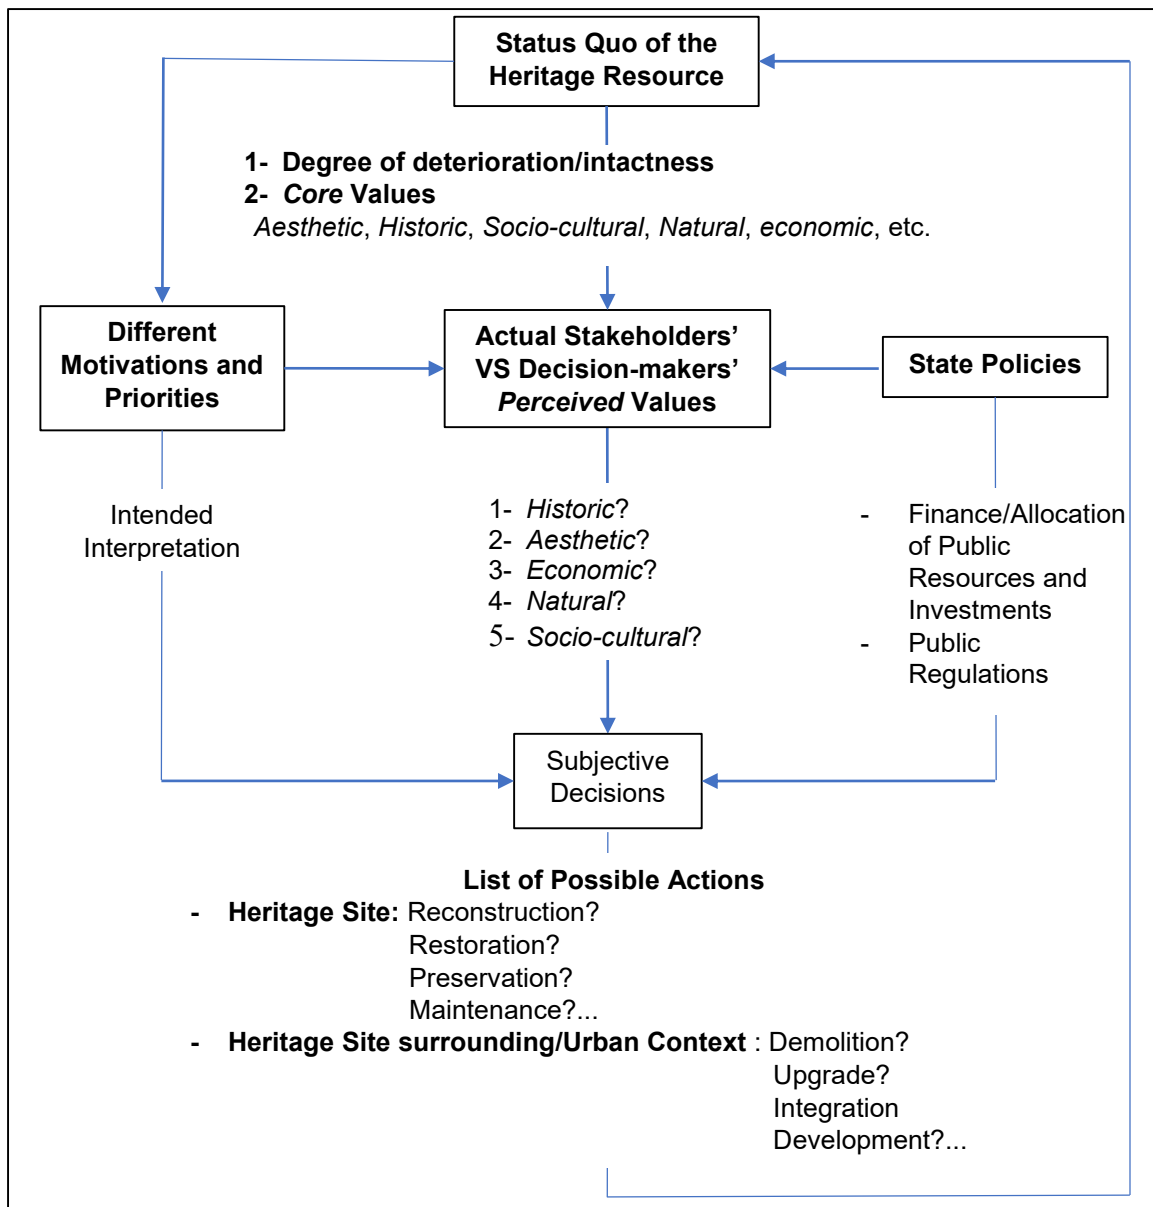 Status Quo of the
Heritage Resource
1- Degree of deterioration/intactness
2- Core Values
Aesthetic, Historic, Socio-cultural, Natural, economic, etc.
Different
Motivations and
Priorities
Actual Stakeholders’
VS Decision-makers’
Perceived Values
State Policies
Intended
Interpretation
1- Historic?
2- Aesthetic?
3- Economic?
4- Natural?
5- Socio-cultural?
- Finance/Allocation
of Public
Resources and
Investments
- Public
Regulations
Subjective
Decisions
List of Possible Actions
- Heritage Site: Reconstruction?
Restoration?
Preservation?
Maintenance?...
- Heritage Site surrounding/Urban Context : Demolition?
Upgrade?
Integration
Development?...